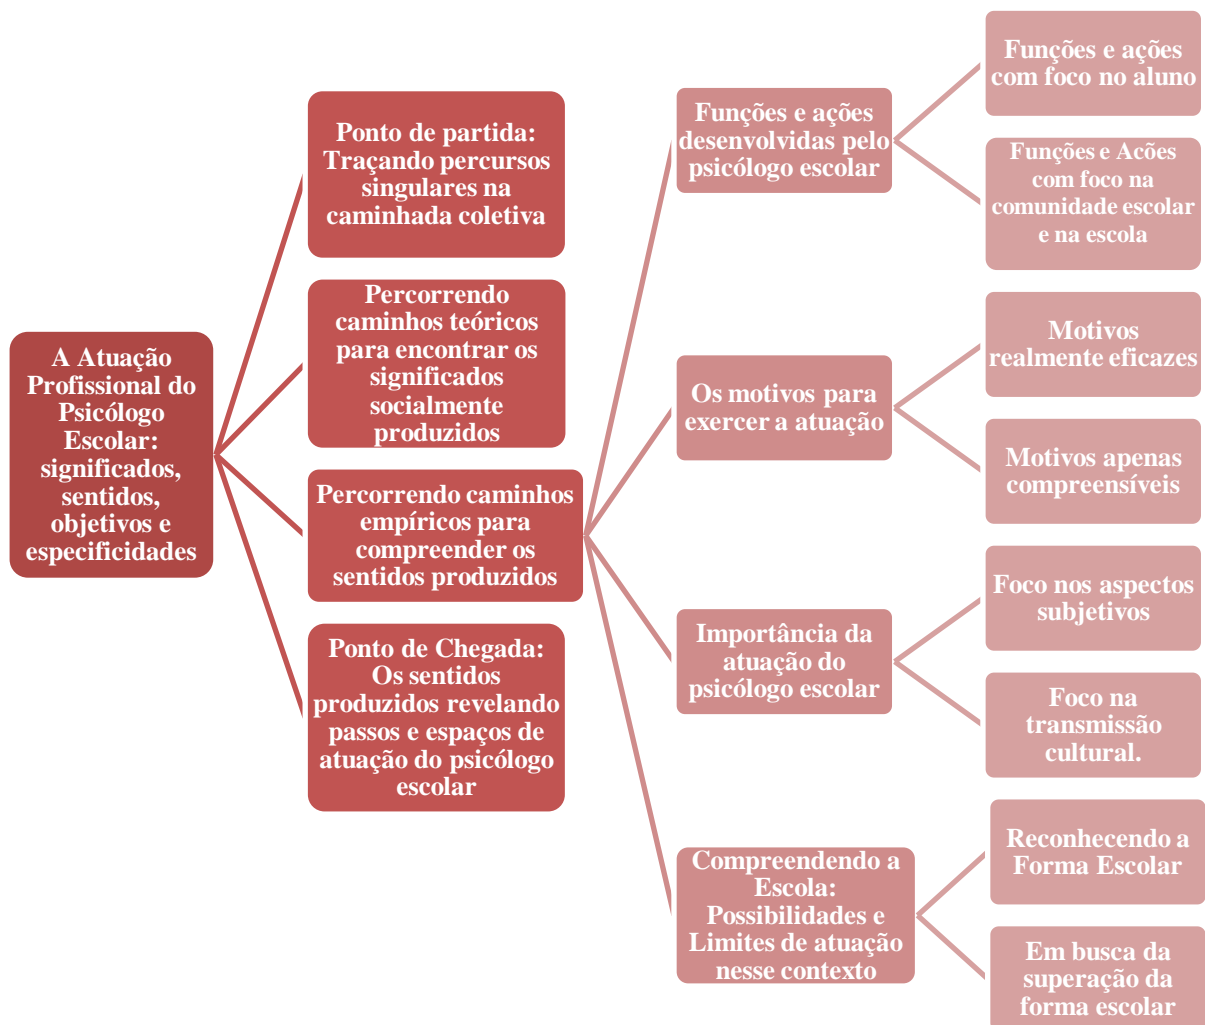 A Atuação
Profissional do
Psicólogo
Escolar:
significados,
sentidos,
objetivos e
especificidades
Ponto de partida:
Traçando percursos
singulares na
caminhada coletiva
Percorrendo
caminhos teóricos
para encontrar os
significados
socialmente
produzidos
Percorrendo caminhos
empíricos para
compreender os
sentidos produzidos
Ponto de Chegada:
Os sentidos
produzidos revelando
passos e espaços de
atuação do psicólogo
escolar
Funções e ações
desenvolvidas pelo
psicólogo escolar
Funções e ações
com foco no aluno
Funções e Acões
com foco na
comunidade escolar
e na escola
Os motivos para
exercer a atuação
Motivos
realmente eficazes
Motivos apenas
compreensíveis
Importância da
atuação do
psicólogo escolar
Foco nos aspectos
subjetivos
Foco na
transmissão
cultural.
Compreendendo a
Escola:
Possibilidades e
Limites de atuação
nesse contexto
Reconhecendo a
Forma Escolar
Em busca da
superação da
forma escolar